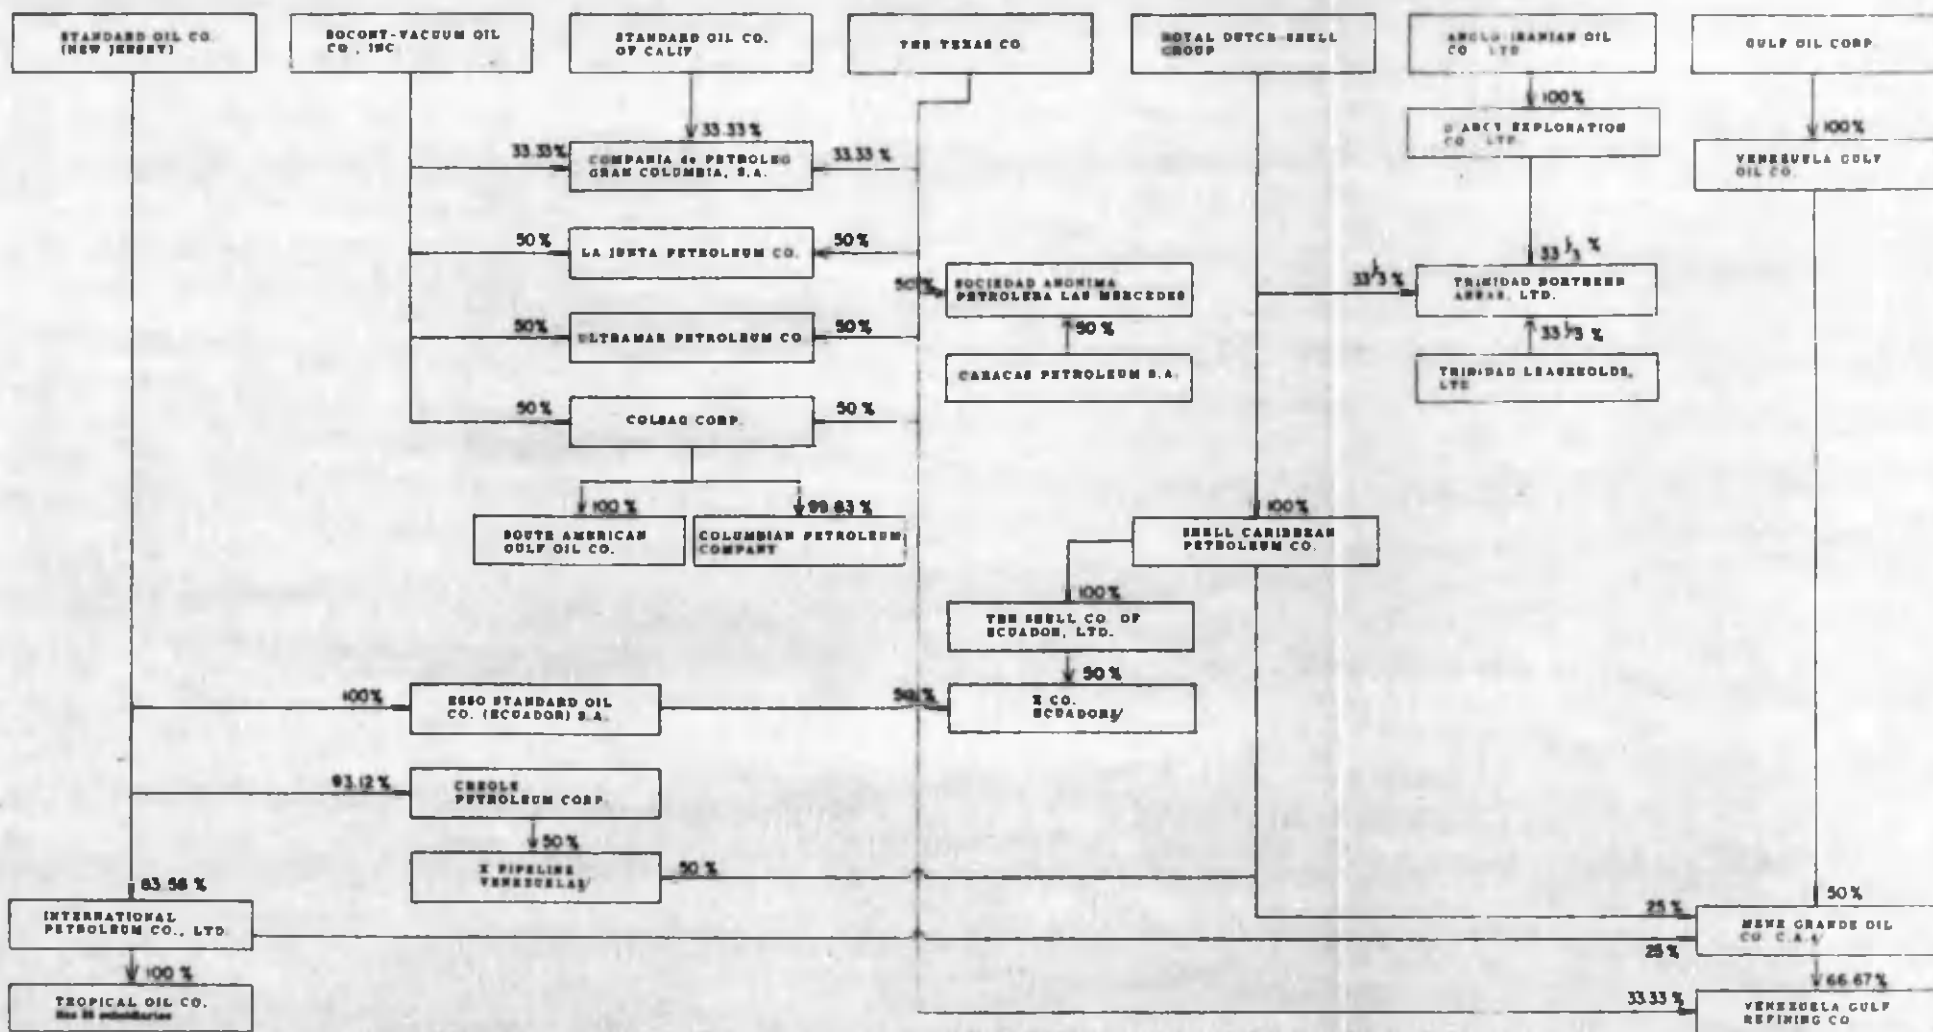 STANDARD OIL CO.
(NEW JERSEY)
SOCONY-VACUUM OIL
CO., INC
STANDARD OIL CO.
OF CALIF
THE TEXAS CO.
ROYAL DUTCH-SHELL
GROUP
ANGLO-IRANIAN OIL
CO. LTD
GULF OIL CORP.
33.33 %
100%
100%
33.33%
COMPANIA de PETROLEO
GRAN COLUMBIA, S.A.
33.33 %
D'ARCY EXPLORATION
CO. LTD.
VENEZUELA GULF
OIL CO.
50%
LA JUNTA PETROLEUM CO.
50%
50%
SOCIEDAD ANONIMA
PETROLERA LAS MERCEDES
33 1/3 %
33 1/3 %
TRINIDAD NORTHERN
AREAS, LTD.
50%
ULTRAMAR PETROLEUM CO
50%
50%
33 1/3 %
CARACAS PETROLEUM S.A.
TRINIDAD LEASEHOLDS,
LTD
50%
COLSAG CORP.
50 %
100 %
99.83 %
SOUTH AMERICAN
GULF OIL CO.
COLUMBIAN PETROLEUM
COMPANY
100%
SHELL CARIBBEAN
PETROLEUM CO.
100%
THE SHELL CO. OF
ECUADOR, LTD.
50 %
100%
ESSO STANDARD OIL
CO. (ECUADOR) S.A.
50%
X CO.
ECUADOR
93.12 %
CREOLE
PETROLEUM CORP.
50%
X PIPELINE
VENEZUELA
50 %
83.58 %
INTERNATIONAL
PETROLEUM CO., LTD.
50%
25 %
25%
MENE GRANDE OIL
CO. C.A.
100 %
TROPICAL OIL CO.
subsidiaries
66.67%
33.33 %
VENEZUELA GULF
REFINING CO